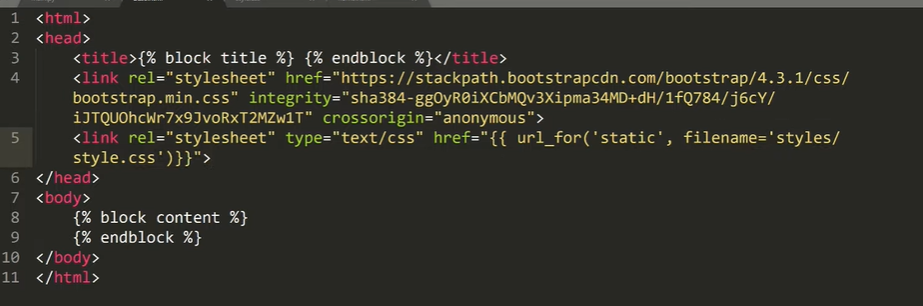 1 <html>
2 <head>
3 <title>{% block title %} {% endblock %}</title>
4 <link rel="stylesheet" href="https://stackpath.bootstrapcdn.com/bootstrap/4.3.1/css/
bootstrap.min.css" integrity="sha384-ggOyR0iXCbMQv3Xipma34MD+dH/1fQ784/j6cY/
iJTQUOhcWr7x9JvoRxT2MZw1T" crossorigin="anonymous">
5 <link rel="stylesheet" type="text/css" href="{{ url_for('static', filename='styles/
style.css')}}">
6 </head>
7 <body>
8 {% block content %}
9 {% endblock %}
10 </body>
11 </html>